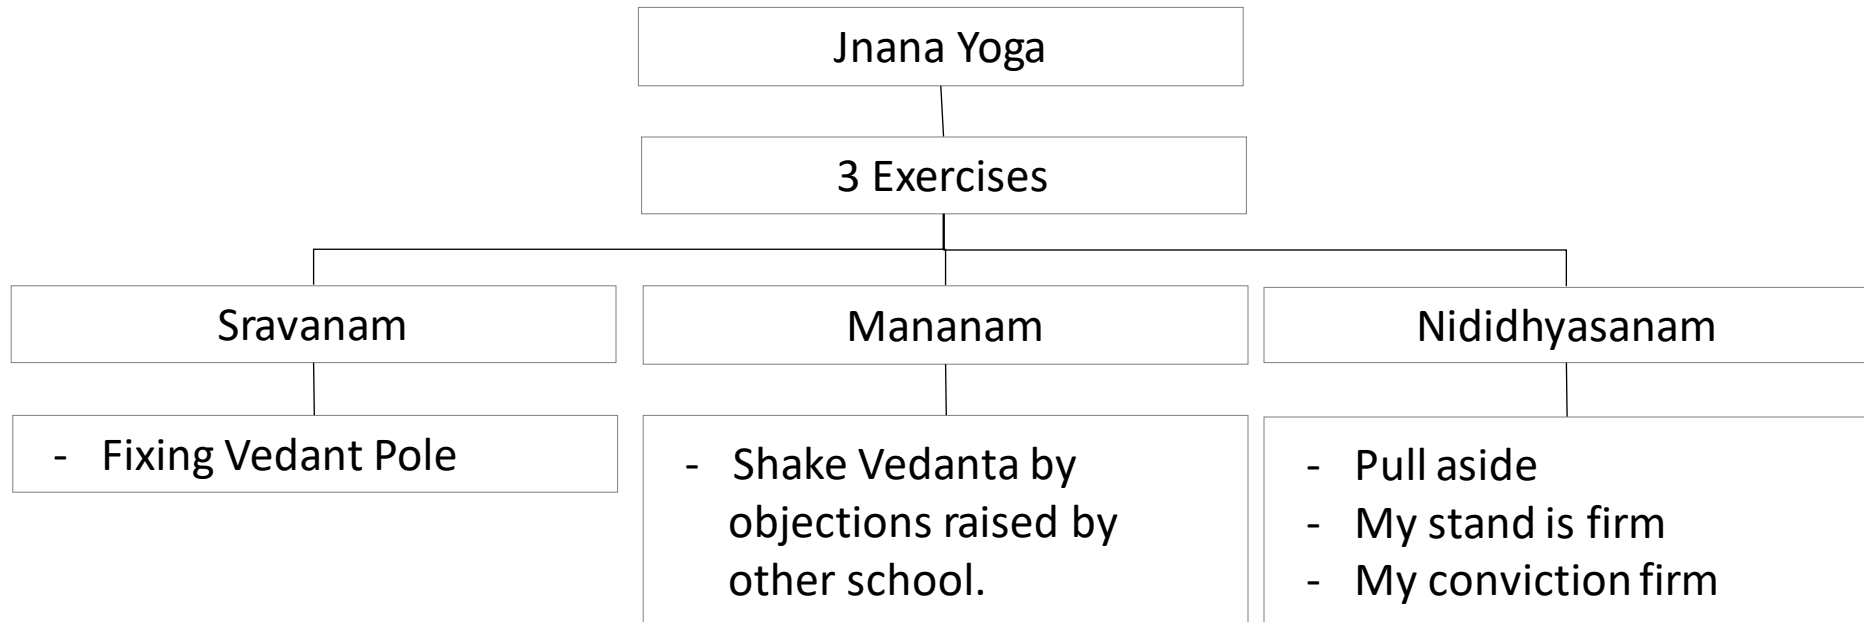 Jnana Yoga
3 Exercises
Sravanam
- Fixing Vedant Pole
Mananam
- Shake Vedanta by
objections raised by
other school.
Nididhyasanam
- Pull aside
- My stand is firm
- My conviction firm